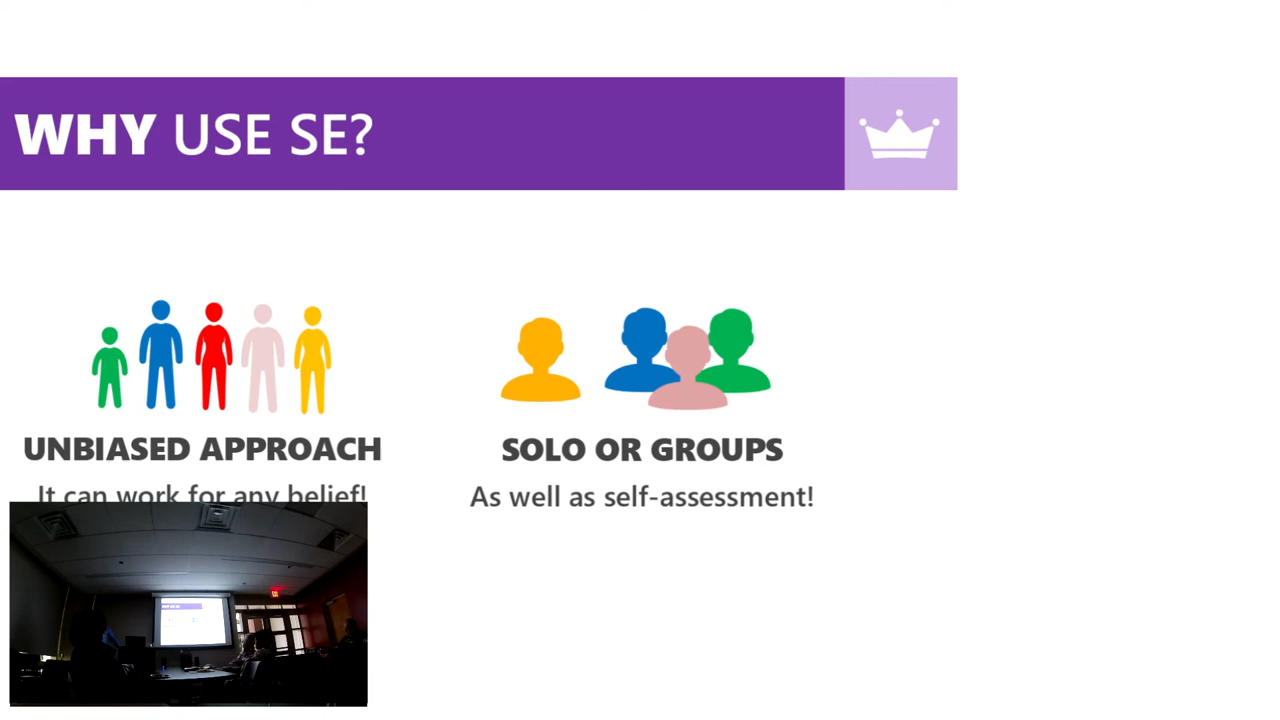 WHY USE SE?
UNBIASED APPROACH
It can work for any belief!
SOLO OR GROUPS
As well as self-assessment!